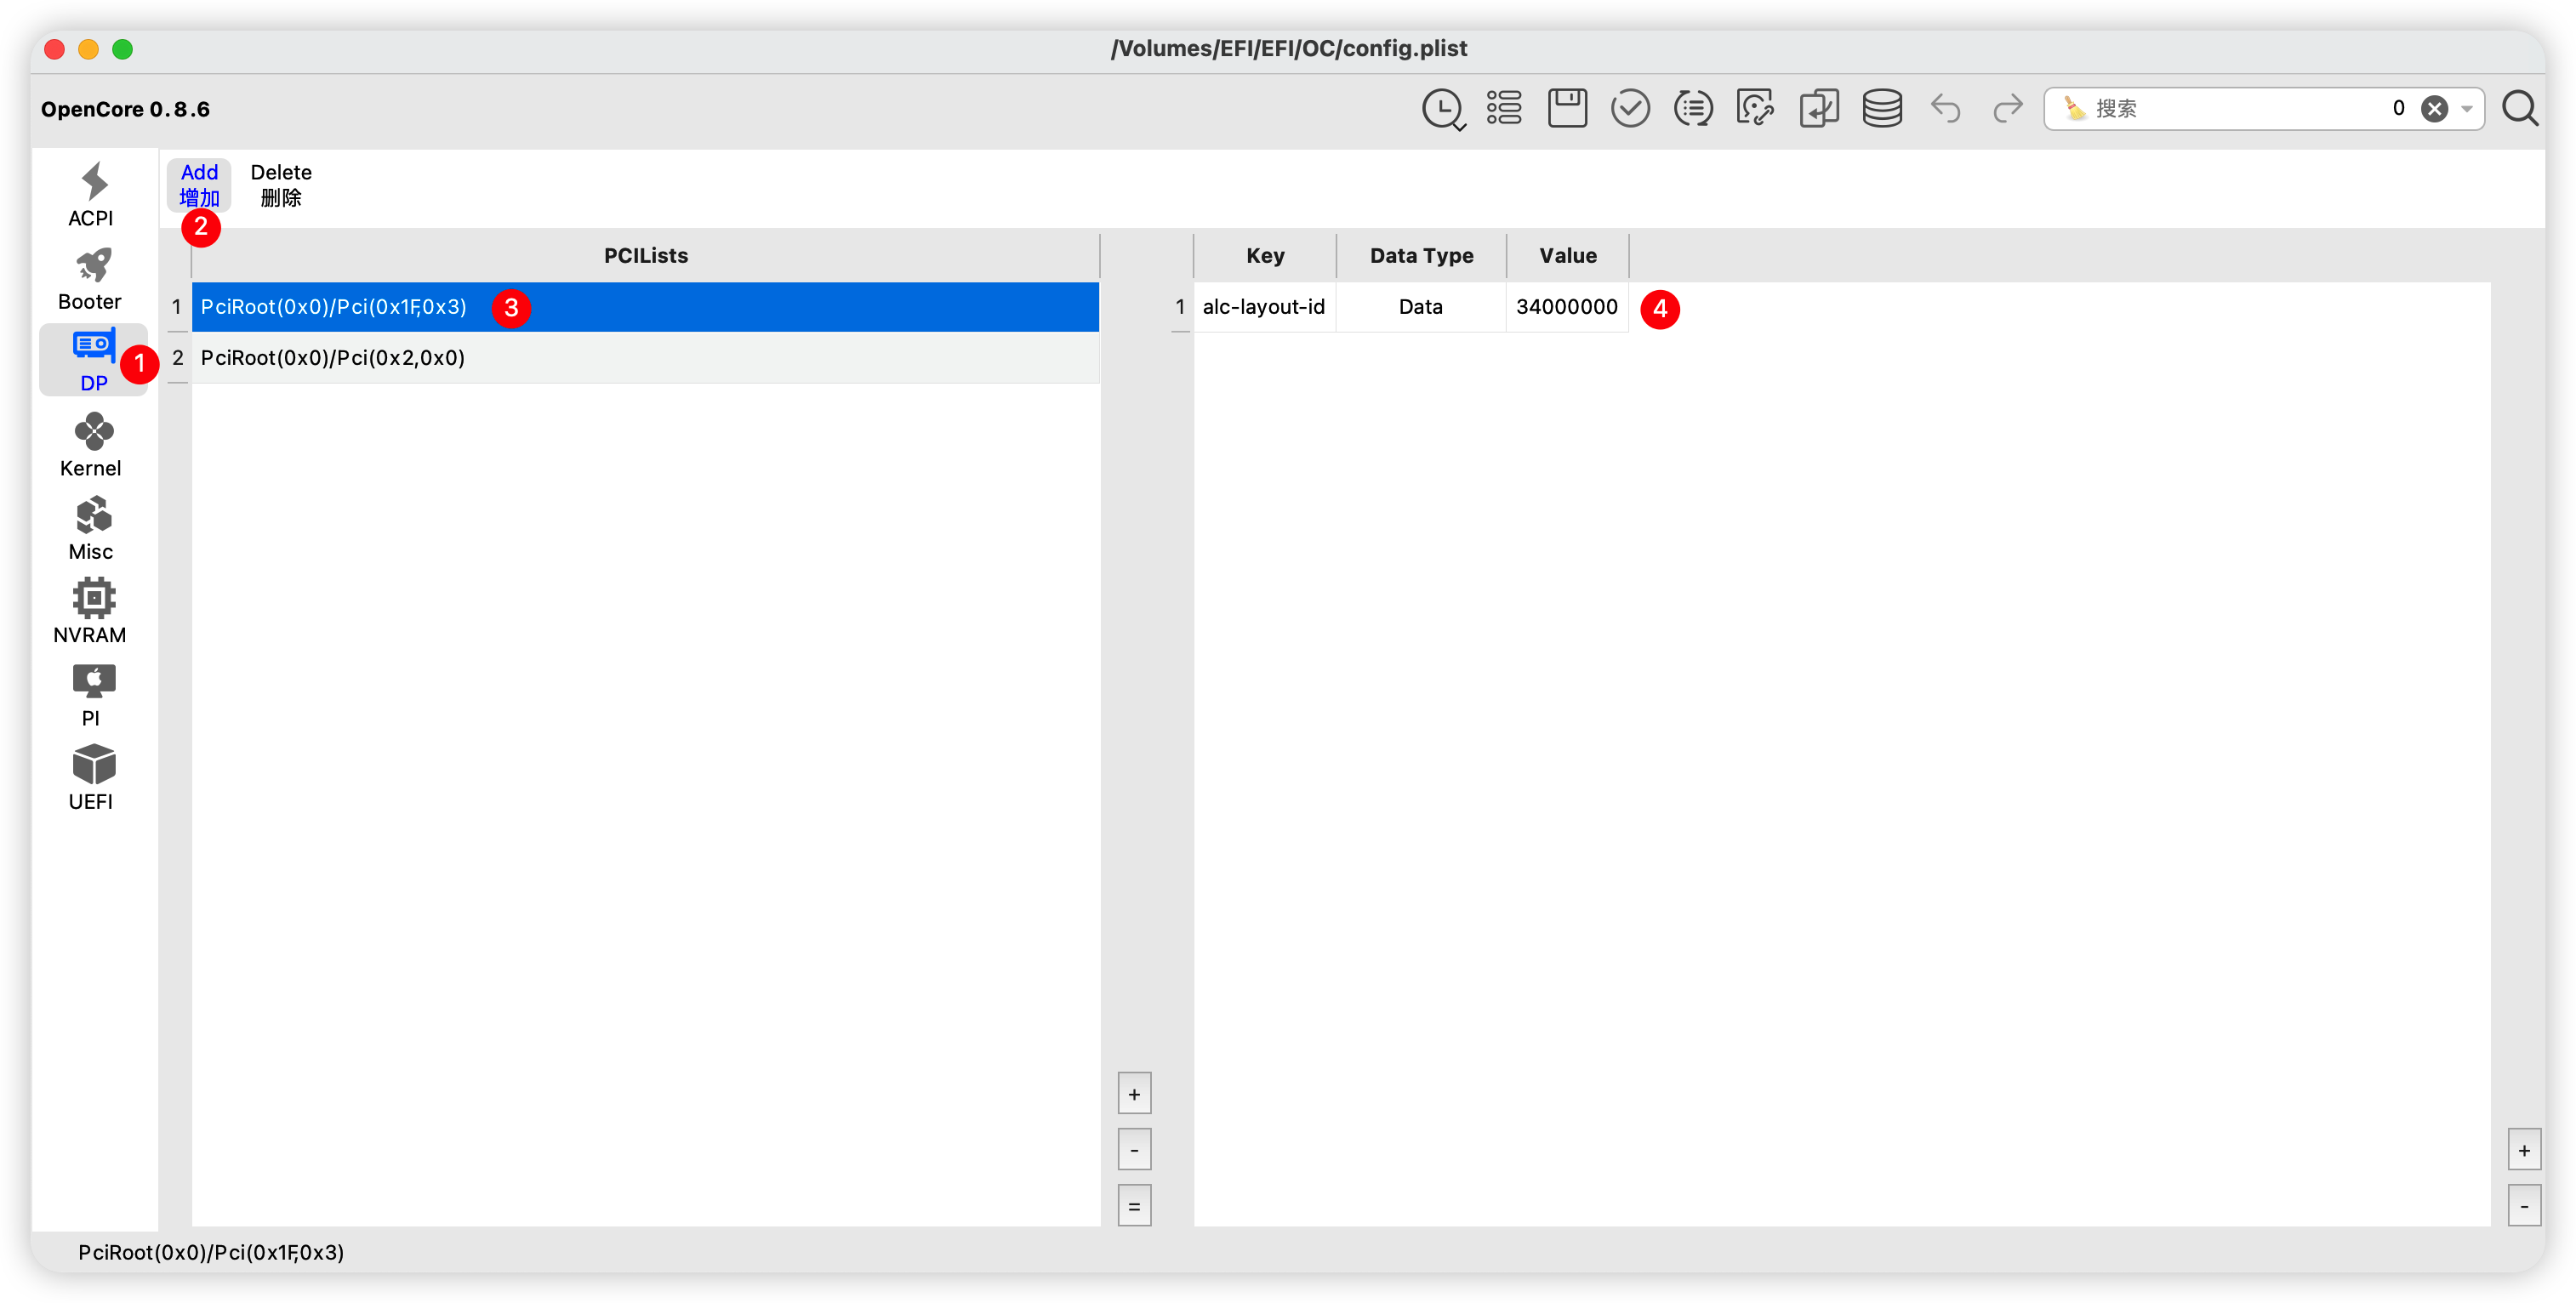 /Volumes/EFI/EFI/OC/config.plist
OpenCore 0.8.6
搜索 0
ACPI
Booter
DP
Kernel
Misc
NVRAM
PI
UEFI
1
Add Delete
增加 删除
2
PCILists
1 PciRoot(0x0)/Pci(0x1F,0x3) 3
2 PciRoot(0x0)/Pci(0x2,0x0)
+
-
=
Key Data Type Value
1 alc-layout-id Data 34000000 4
+
-
PciRoot(0x0)/Pci(0x1F,0x3)